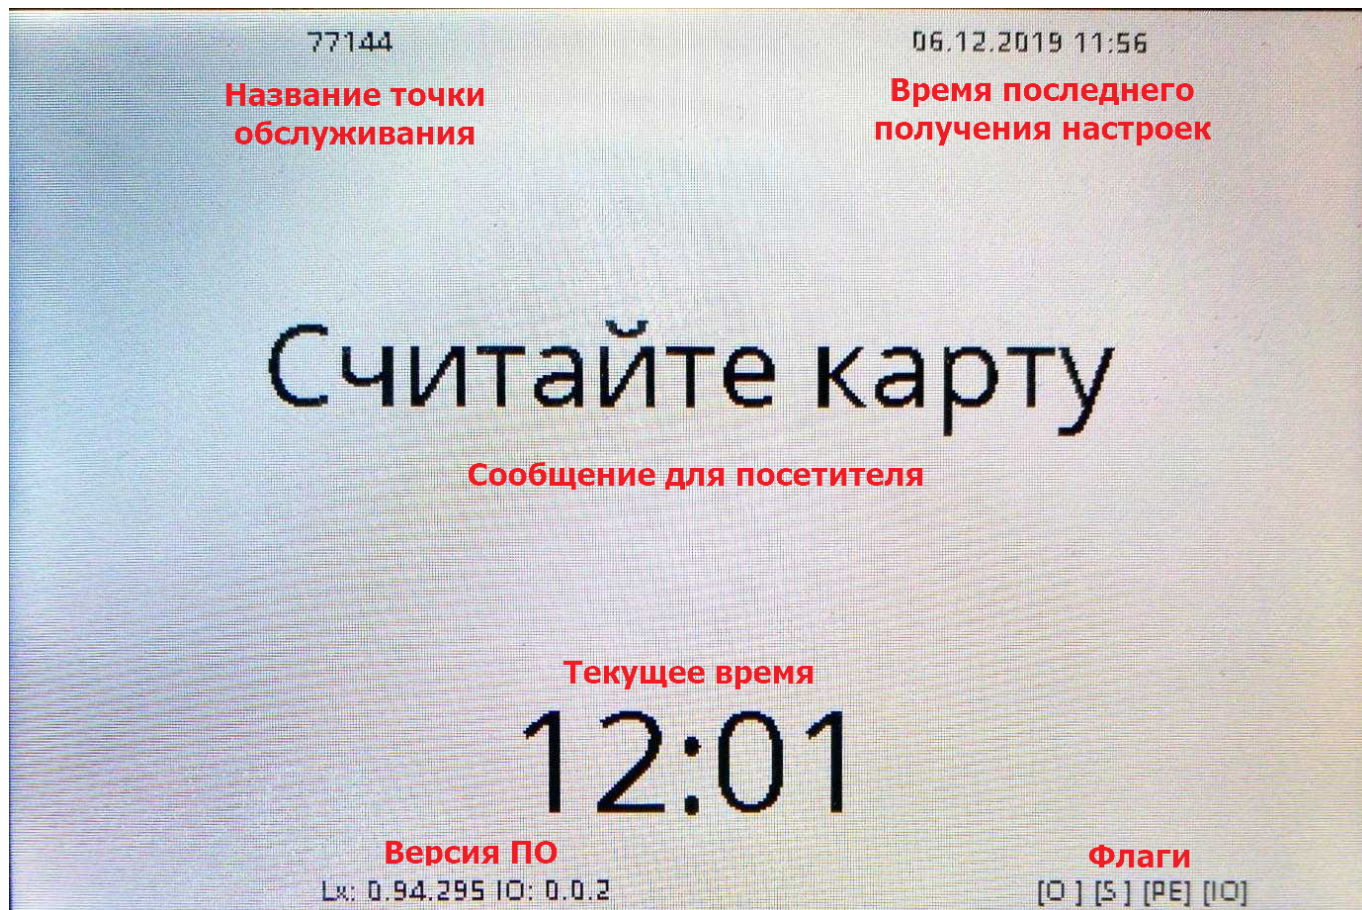 77144
06.12.2019 11:56
Название точки
обслуживания
Время последнего
получения настроек
Считайте карту
Сообщение для посетителя
Текущее время
12:01
Версия ПО
Флаги
Lx: 0.94.295 IO: 0.0.2
[O ] [S ] [PE] [IO]